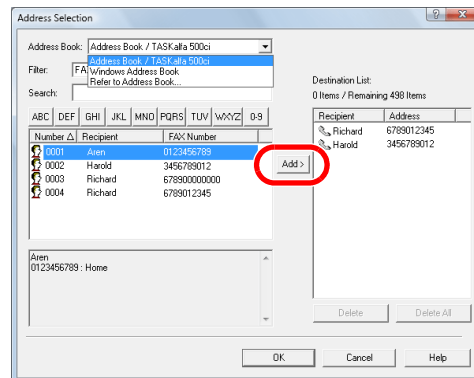 Address Selection
Address Book: Address Book / TASKalfa 500ci
Address Book / TASKalfa 500ci
Windows Address Book
Refer to Address Book...
Filter: FA
Search:
ABC DEF GHI JKL MNO PQRS TUV WXYZ 0-9
Number Recipient FAX Number
0001 Aren 0123456789
0002 Harold 3456789012
0003 Richard 678900000000
0004 Richard 6789012345
Aren
0123456789 : Home
Add >
Destination List:
0 Items / Remaining 498 Items
Recipient Address
Richard 6789012345
Harold 3456789012
Delete Delete All
OK Cancel Help